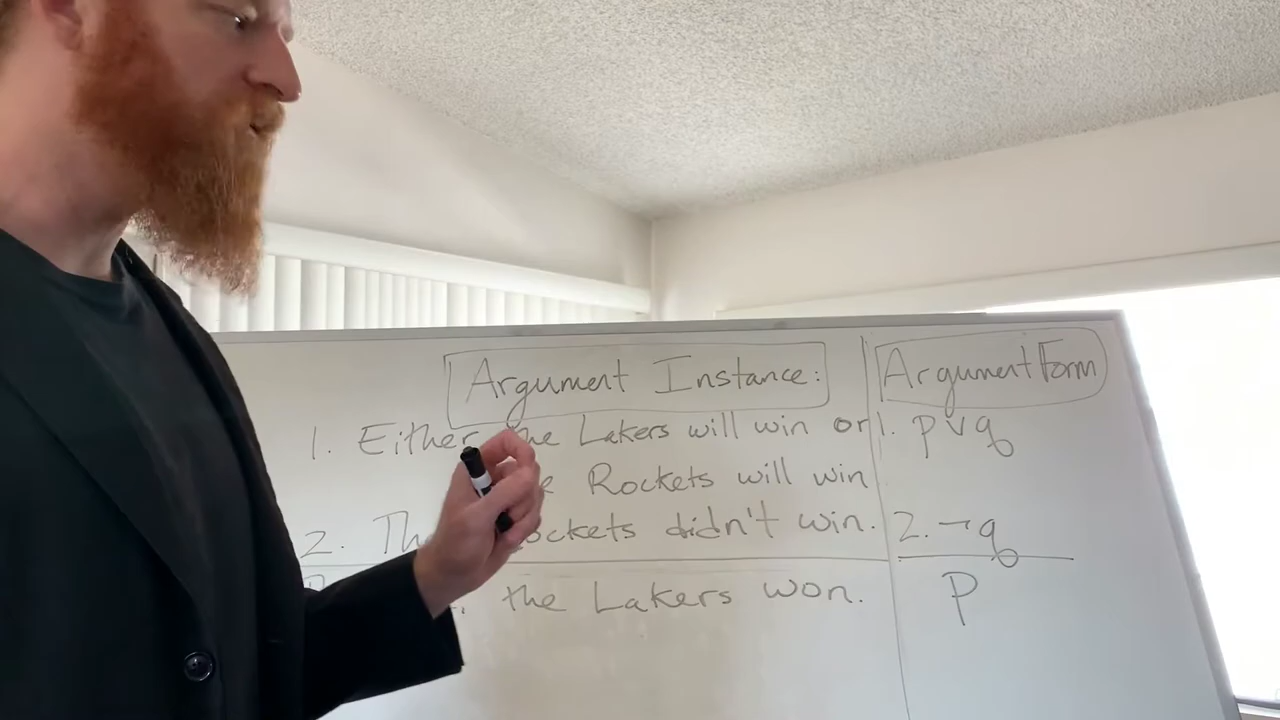 Argument Instance:
Argument Form
1. Either the Lakers will win or
Rockets will win
2. The Rockets didn't win.
the Lakers won.
1. p ∨ q
2. ¬q
P